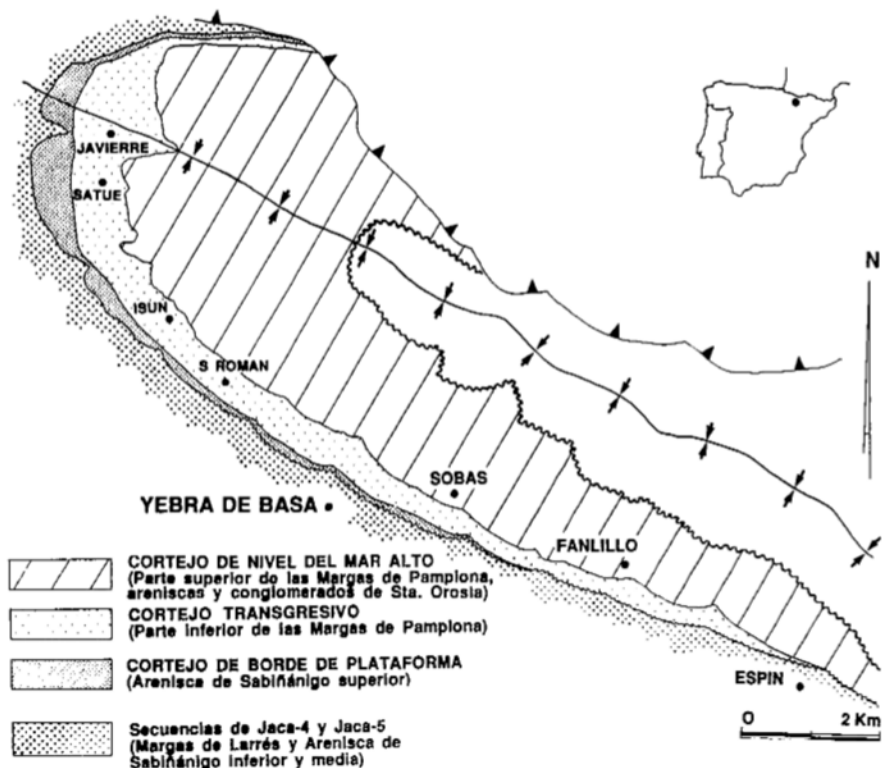 JAVIERRE
SATUE
ISUN
S ROMAN
SOBAS
YEBRA DE BASA
FANLILLO
ESPIN
N
O 2 Km
CORTEJO DE NIVEL DEL MAR ALTO
(Parte superior de las Margas de Pamplona,
areniscas y conglomerados de Sta. Orosia)
CORTEJO TRANSGRESIVO
(Parte inferior de las Margas de Pamplona)
CORTEJO DE BORDE DE PLATAFORMA
(Arenisca de Sabiñánigo superior)
Secuencias de Jaca-4 y Jaca-5
(Margas de Larrés y Arenisca de
Sabiñánigo inferior y media)